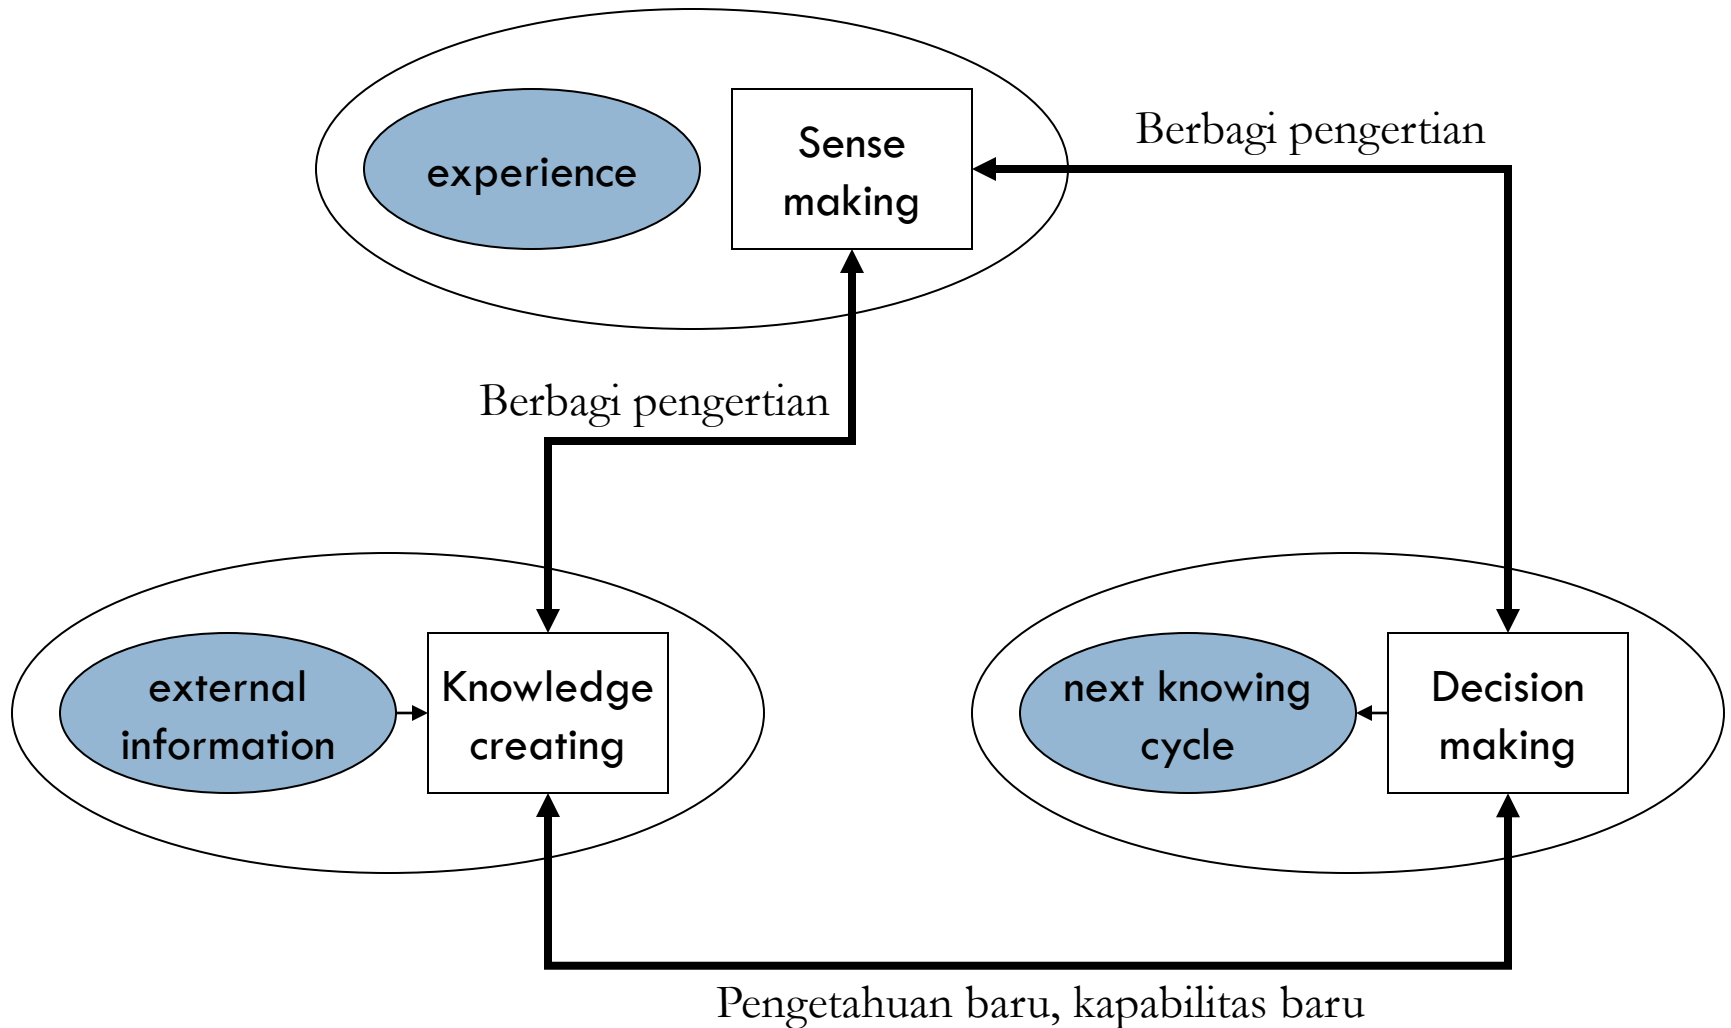 Berbagi pengertian
experience
Sense
making
Berbagi pengertian
external
information
Knowledge
creating
next knowing
cycle
Decision
making
Pengetahuan baru, kapabilitas baru